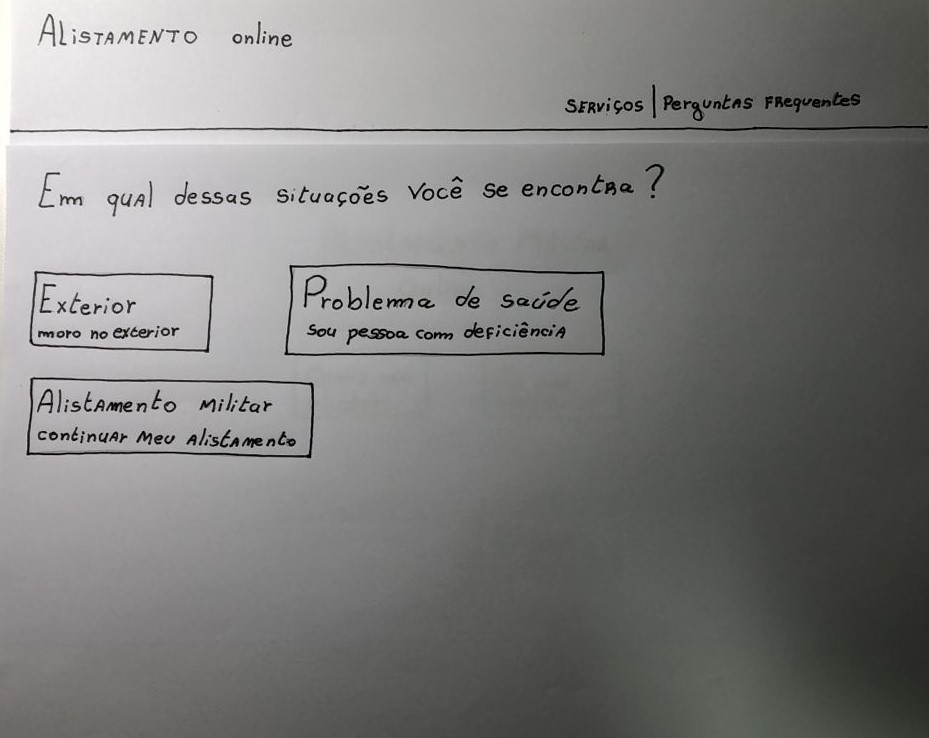 Alistamento online
Serviços | Perguntas Frequentes
Em qual dessas situações você se encontra?
Exterior
moro no exterior
Problema de saúde
sou pessoa com deficiência
Alistamento Militar
continuar meu alistamento